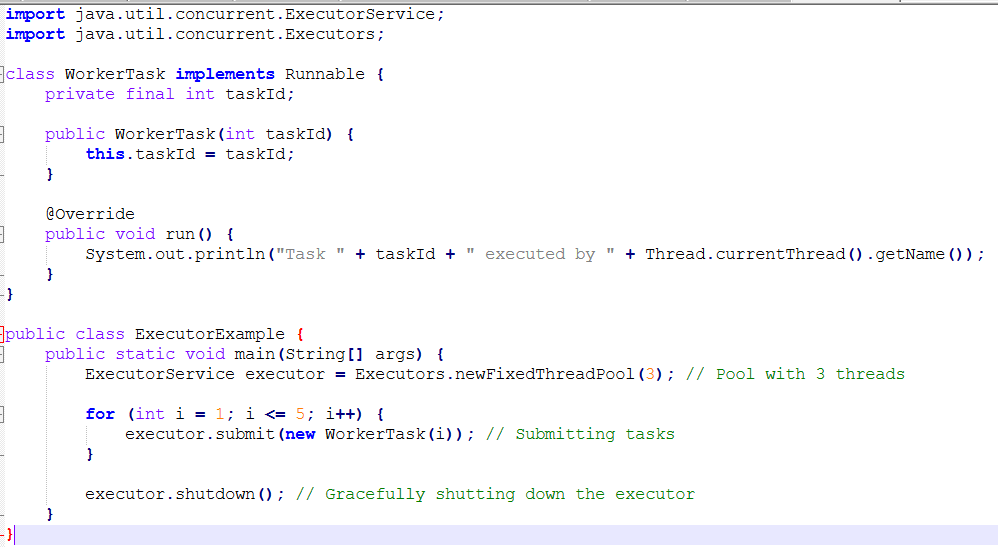 import java.util.concurrent.ExecutorService;
import java.util.concurrent.Executors;
class WorkerTask implements Runnable {
private final int taskId;
public WorkerTask(int taskId) {
this.taskId = taskId;
}
@Override
public void run() {
System.out.println("Task " + taskId + " executed by " + Thread.currentThread().getName());
}
}
public class ExecutorExample {
public static void main(String[] args) {
ExecutorService executor = Executors.newFixedThreadPool(3); // Pool with 3 threads
for (int i = 1; i <= 5; i++) {
executor.submit(new WorkerTask(i)); // Submitting tasks
}
executor.shutdown(); // Gracefully shutting down the executor
}
}